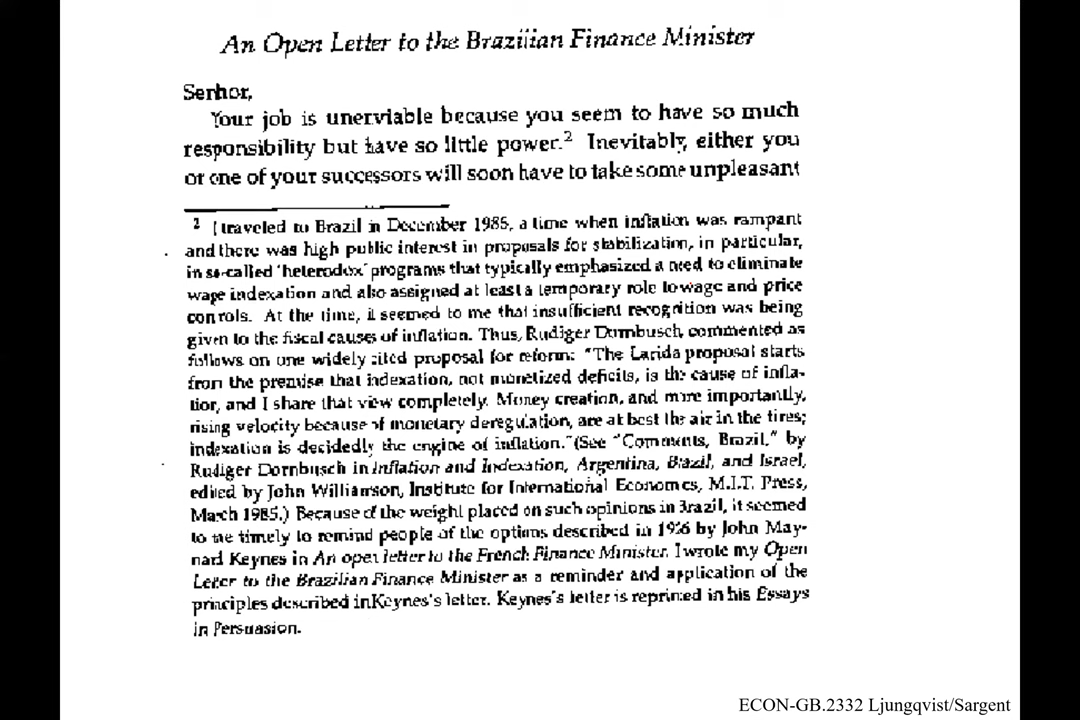 An Open Letter to the Brazilian Finance Minister
Senhor,
Your job is unenviable because you seem to have so much
responsibility but have so little power.2 Inevitably, either you
or one of your successors will soon have to take some unpleasant
2 I traveled to Brazil in December 1985, a time when inflation was rampant
and there was high public interest in proposals for stabilization, in particular,
in so-called 'heterodox' programs that typically emphasized a need to eliminate
wage indexation and also assigned at least a temporary role to wage and price
controls. At the time, it seemed to me that insufficient recognition was being
given to the fiscal causes of inflation. Thus, Rudiger Dornbusch commented as
follows on one widely cited proposal for reform: "The Larida proposal starts
from the premise that indexation, not monetized deficits, is the cause of infla-
tion, and I share that view completely. Money creation, and more importantly,
rising velocity because of monetary deregulation, are at best the air in the tires;
indexation is decidedly the engine of inflation." (See "Comments, Brazil," by
Rudiger Dornbusch in Inflation and Indexation, Argentina, Brazil, and Israel,
edited by John Williamson, Institute for International Economics, M.I.T. Press,
March 1985.) Because of the weight placed on such opinions in Brazil, it seemed
to me timely to remind people of the options described in 1926 by John May-
nard Keynes in An open letter to the French Finance Minister. I wrote my Open
Letter to the Brazilian Finance Minister as a reminder and application of the
principles described in Keynes's letter. Keynes's letter is reprinted in his Essays
in Persuasion.
ECON-GB.2332 Ljungqvist/Sargent